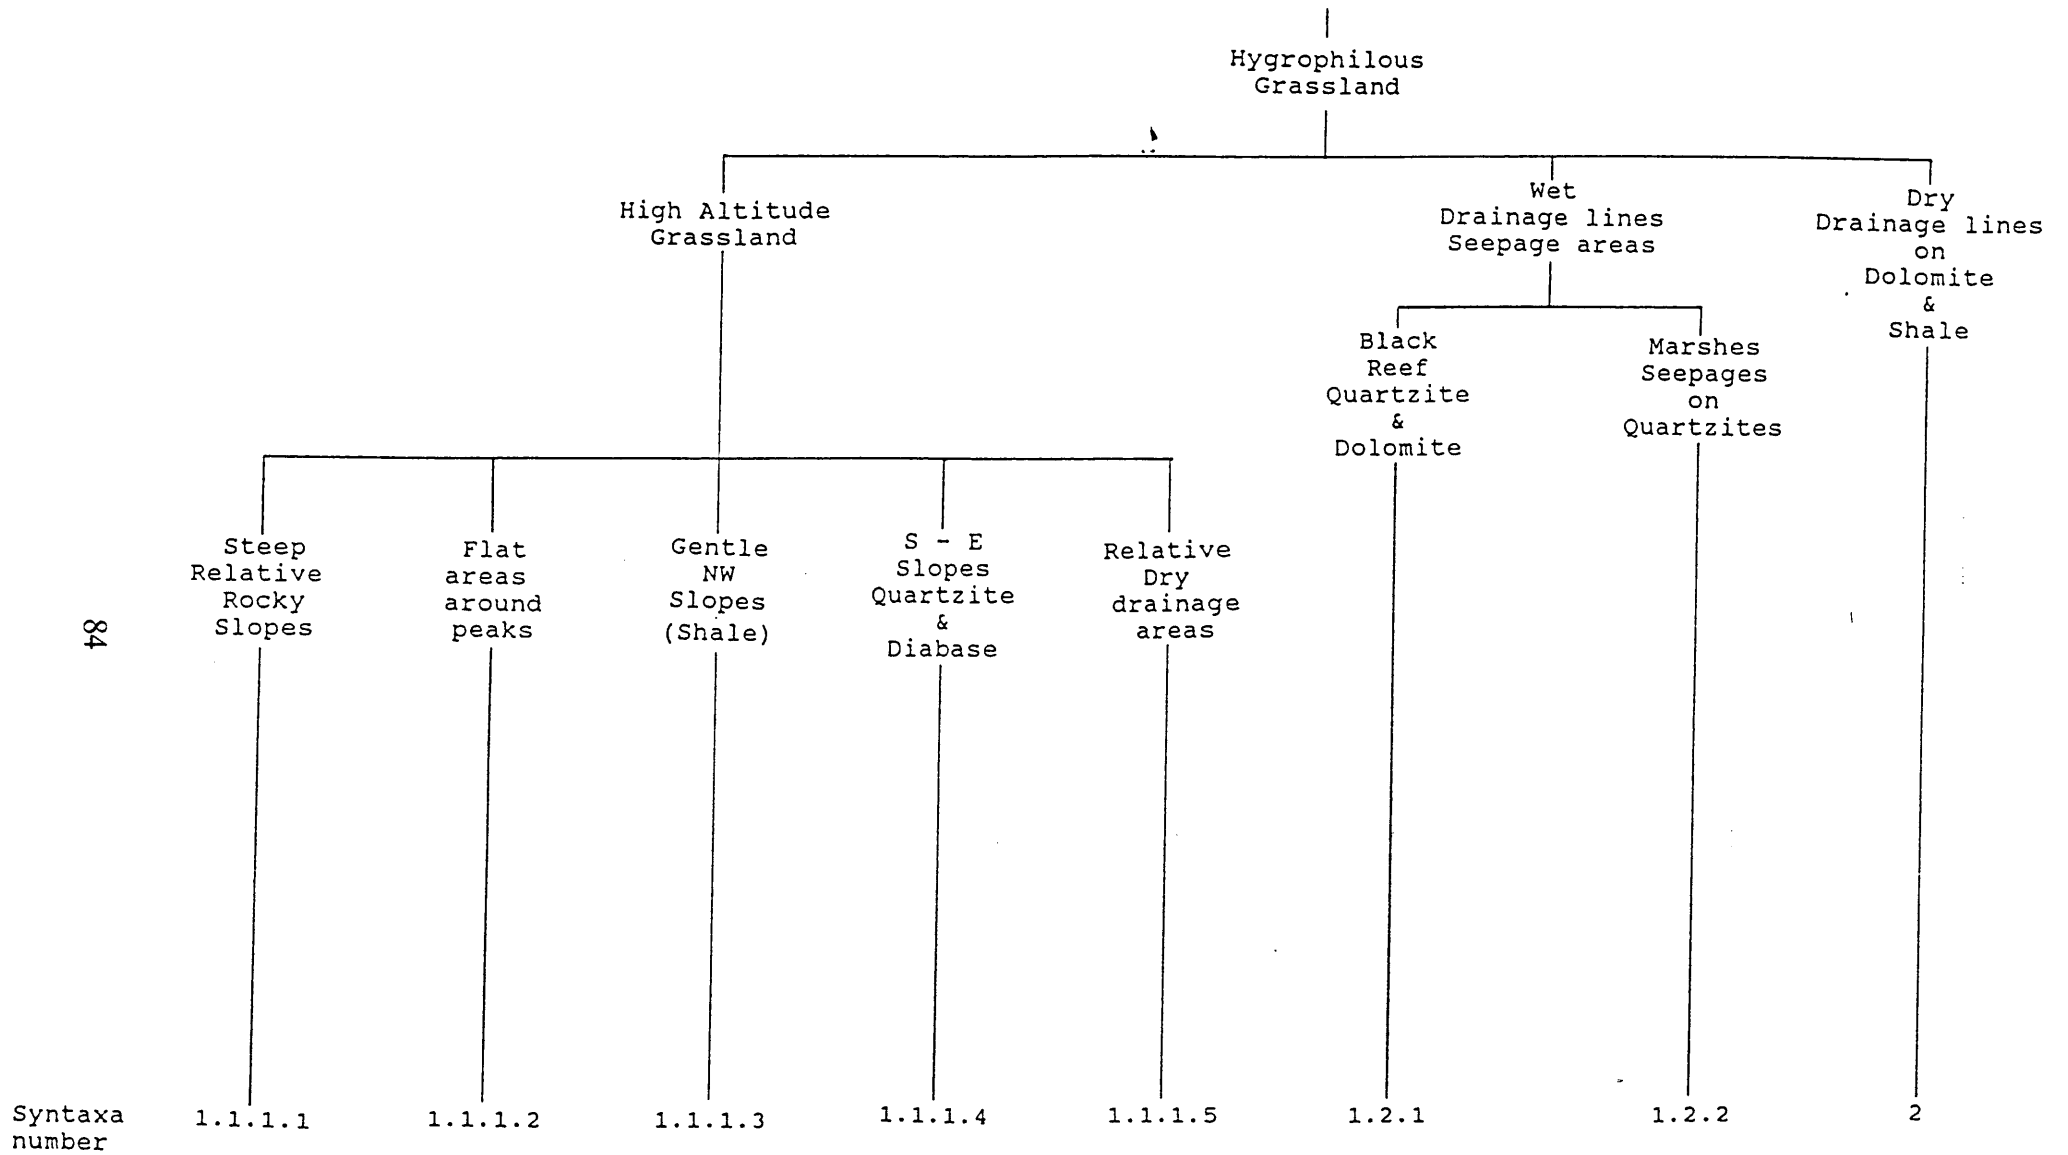 Hygrophilous
Grassland
High Altitude
Grassland
Wet
Drainage lines
Seepage areas
Dry
Drainage lines
on
Dolomite
&
Shale
Black
Reef
Quartzite
&
Dolomite
Marshes
Seepages
on
Quartzites
Steep
Relative
Rocky
Slopes
Flat
areas
around
peaks
Gentle
NW
Slopes
(Shale)
S - E
Slopes
Quartzite
&
Diabase
Relative
Dry
drainage
areas
84
Syntaxa
number
1.1.1.1
1.1.1.2
1.1.1.3
1.1.1.4
1.1.1.5
1.2.1
1.2.2
2